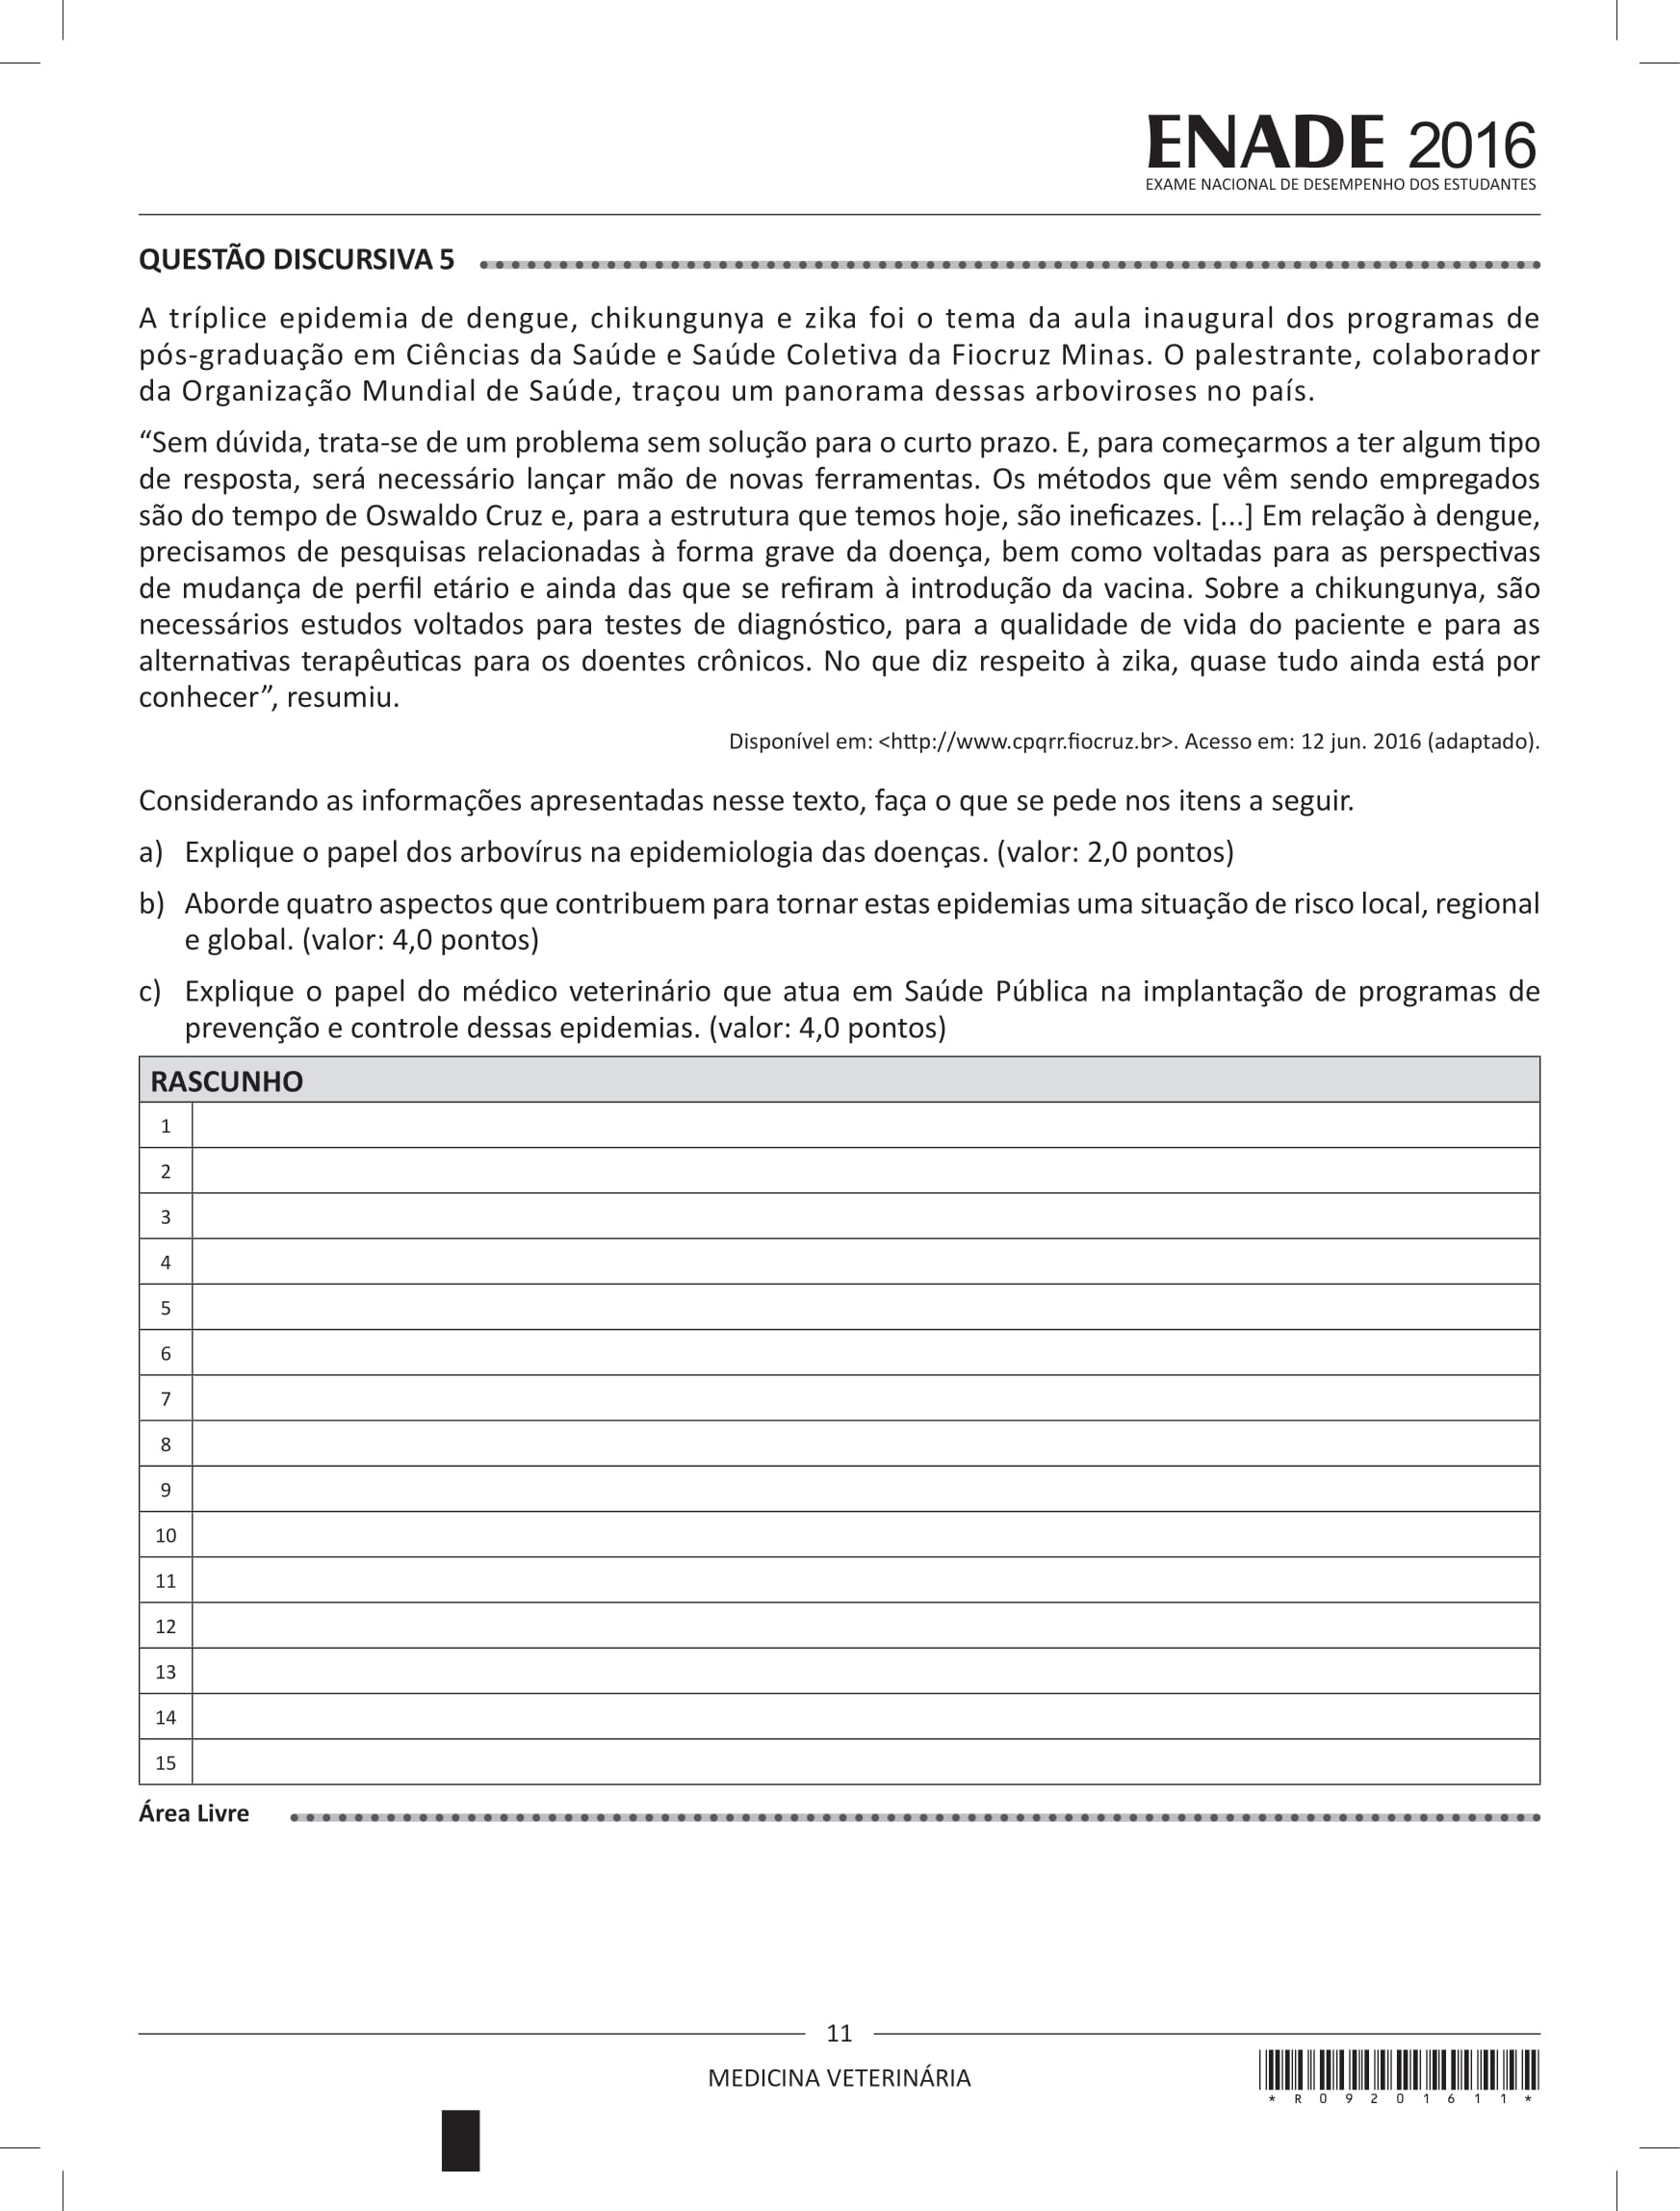 ENADE 2016
EXAME NACIONAL DE DESEMPENHO DOS ESTUDANTES
QUESTÃO DISCURSIVA 5
A tríplice epidemia de dengue, chikungunya e zika foi o tema da aula inaugural dos programas de
pós-graduação em Ciências da Saúde e Saúde Coletiva da Fiocruz Minas. O palestrante, colaborador
da Organização Mundial de Saúde, traçou um panorama dessas arboviroses no país.
“Sem dúvida, trata-se de um problema sem solução para o curto prazo. E, para começarmos a ter algum tipo
de resposta, será necessário lançar mão de novas ferramentas. Os métodos que vêm sendo empregados
são do tempo de Oswaldo Cruz e, para a estrutura que temos hoje, são ineficazes. [...] Em relação à dengue,
precisamos de pesquisas relacionadas à forma grave da doença, bem como voltadas para as perspectivas
de mudança de perfil etário e ainda das que se refiram à introdução da vacina. Sobre a chikungunya, são
necessários estudos voltados para testes de diagnóstico, para a qualidade de vida do paciente e para as
alternativas terapêuticas para os doentes crônicos. No que diz respeito à zika, quase tudo ainda está por
conhecer”, resumiu.
Disponível em: <http://www.cpqrr.fiocruz.br>. Acesso em: 12 jun. 2016 (adaptado).
Considerando as informações apresentadas nesse texto, faça o que se pede nos itens a seguir.
a) Explique o papel dos arbovírus na epidemiologia das doenças. (valor: 2,0 pontos)
b) Aborde quatro aspectos que contribuem para tornar estas epidemias uma situação de risco local, regional
e global. (valor: 4,0 pontos)
c) Explique o papel do médico veterinário que atua em Saúde Pública na implantação de programas de
prevenção e controle dessas epidemias. (valor: 4,0 pontos)
RASCUNHO
1
2
3
4
5
6
7
8
9
10
11
12
13
14
15
Área Livre
11
MEDICINA VETERINÁRIA
* R 0 9 2 0 1 6 1 1 *